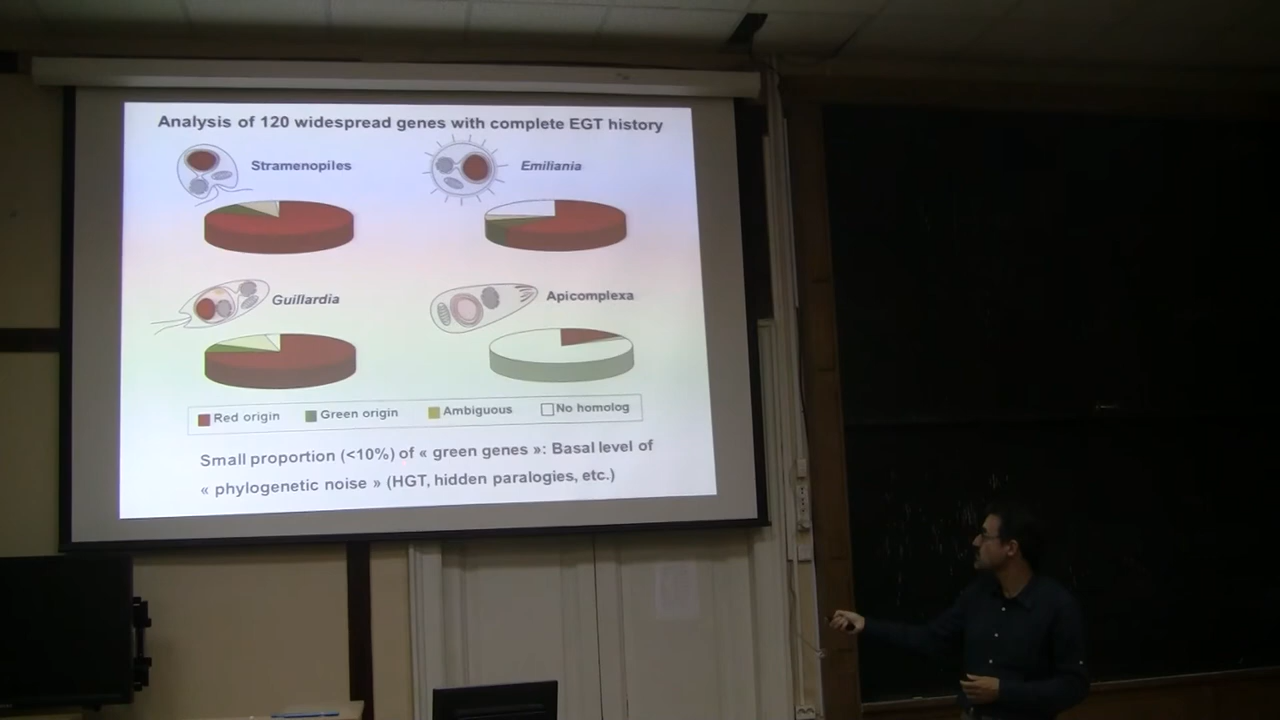 Analysis of 120 widespread genes with complete EGT history
Stramenopiles
Emiliania
Guillardia
Apicomplexa
Red origin
Green origin
Ambiguous
No homolog
Small proportion (<10%) of « green genes »: Basal level of
« phylogenetic noise » (HGT, hidden paralogies, etc.)